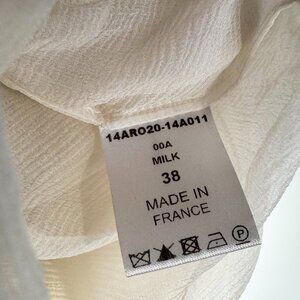 14ARO20-14A011
00A
MILK
38
MADE IN
FRANCE
P